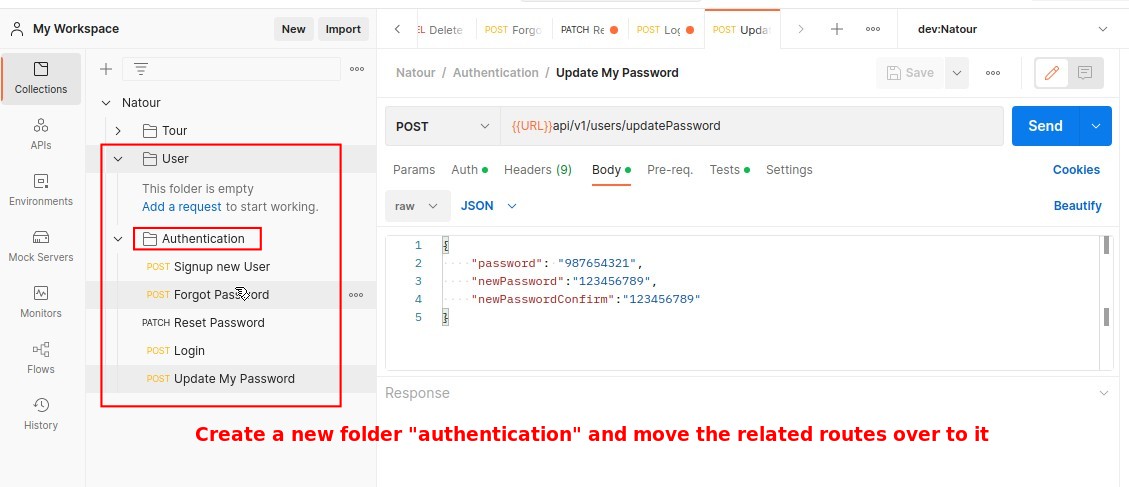 My Workspace
New
Import
Delete
POST Forgo
PATCH Re
POST Log
POST Upda
dev:Natour
Collections
APIs
Environments
Mock Servers
Monitors
Flows
History
Natour
Tour
User
This folder is empty
Add a request to start working.
Authentication
POST Signup new User
POST Forgot Password
PATCH Reset Password
POST Login
POST Update My Password
Natour / Authentication / Update My Password
Save
POST
{{URL}}api/v1/users/updatePassword
Send
Params
Auth
Headers (9)
Body
Pre-req.
Tests
Settings
Cookies
raw
JSON
Beautify
1 {
2 "password": "987654321",
3 "newPassword":"123456789",
4 "newPasswordConfirm":"123456789"
5 }
Response
Create a new folder "authentication" and move the related routes over to it